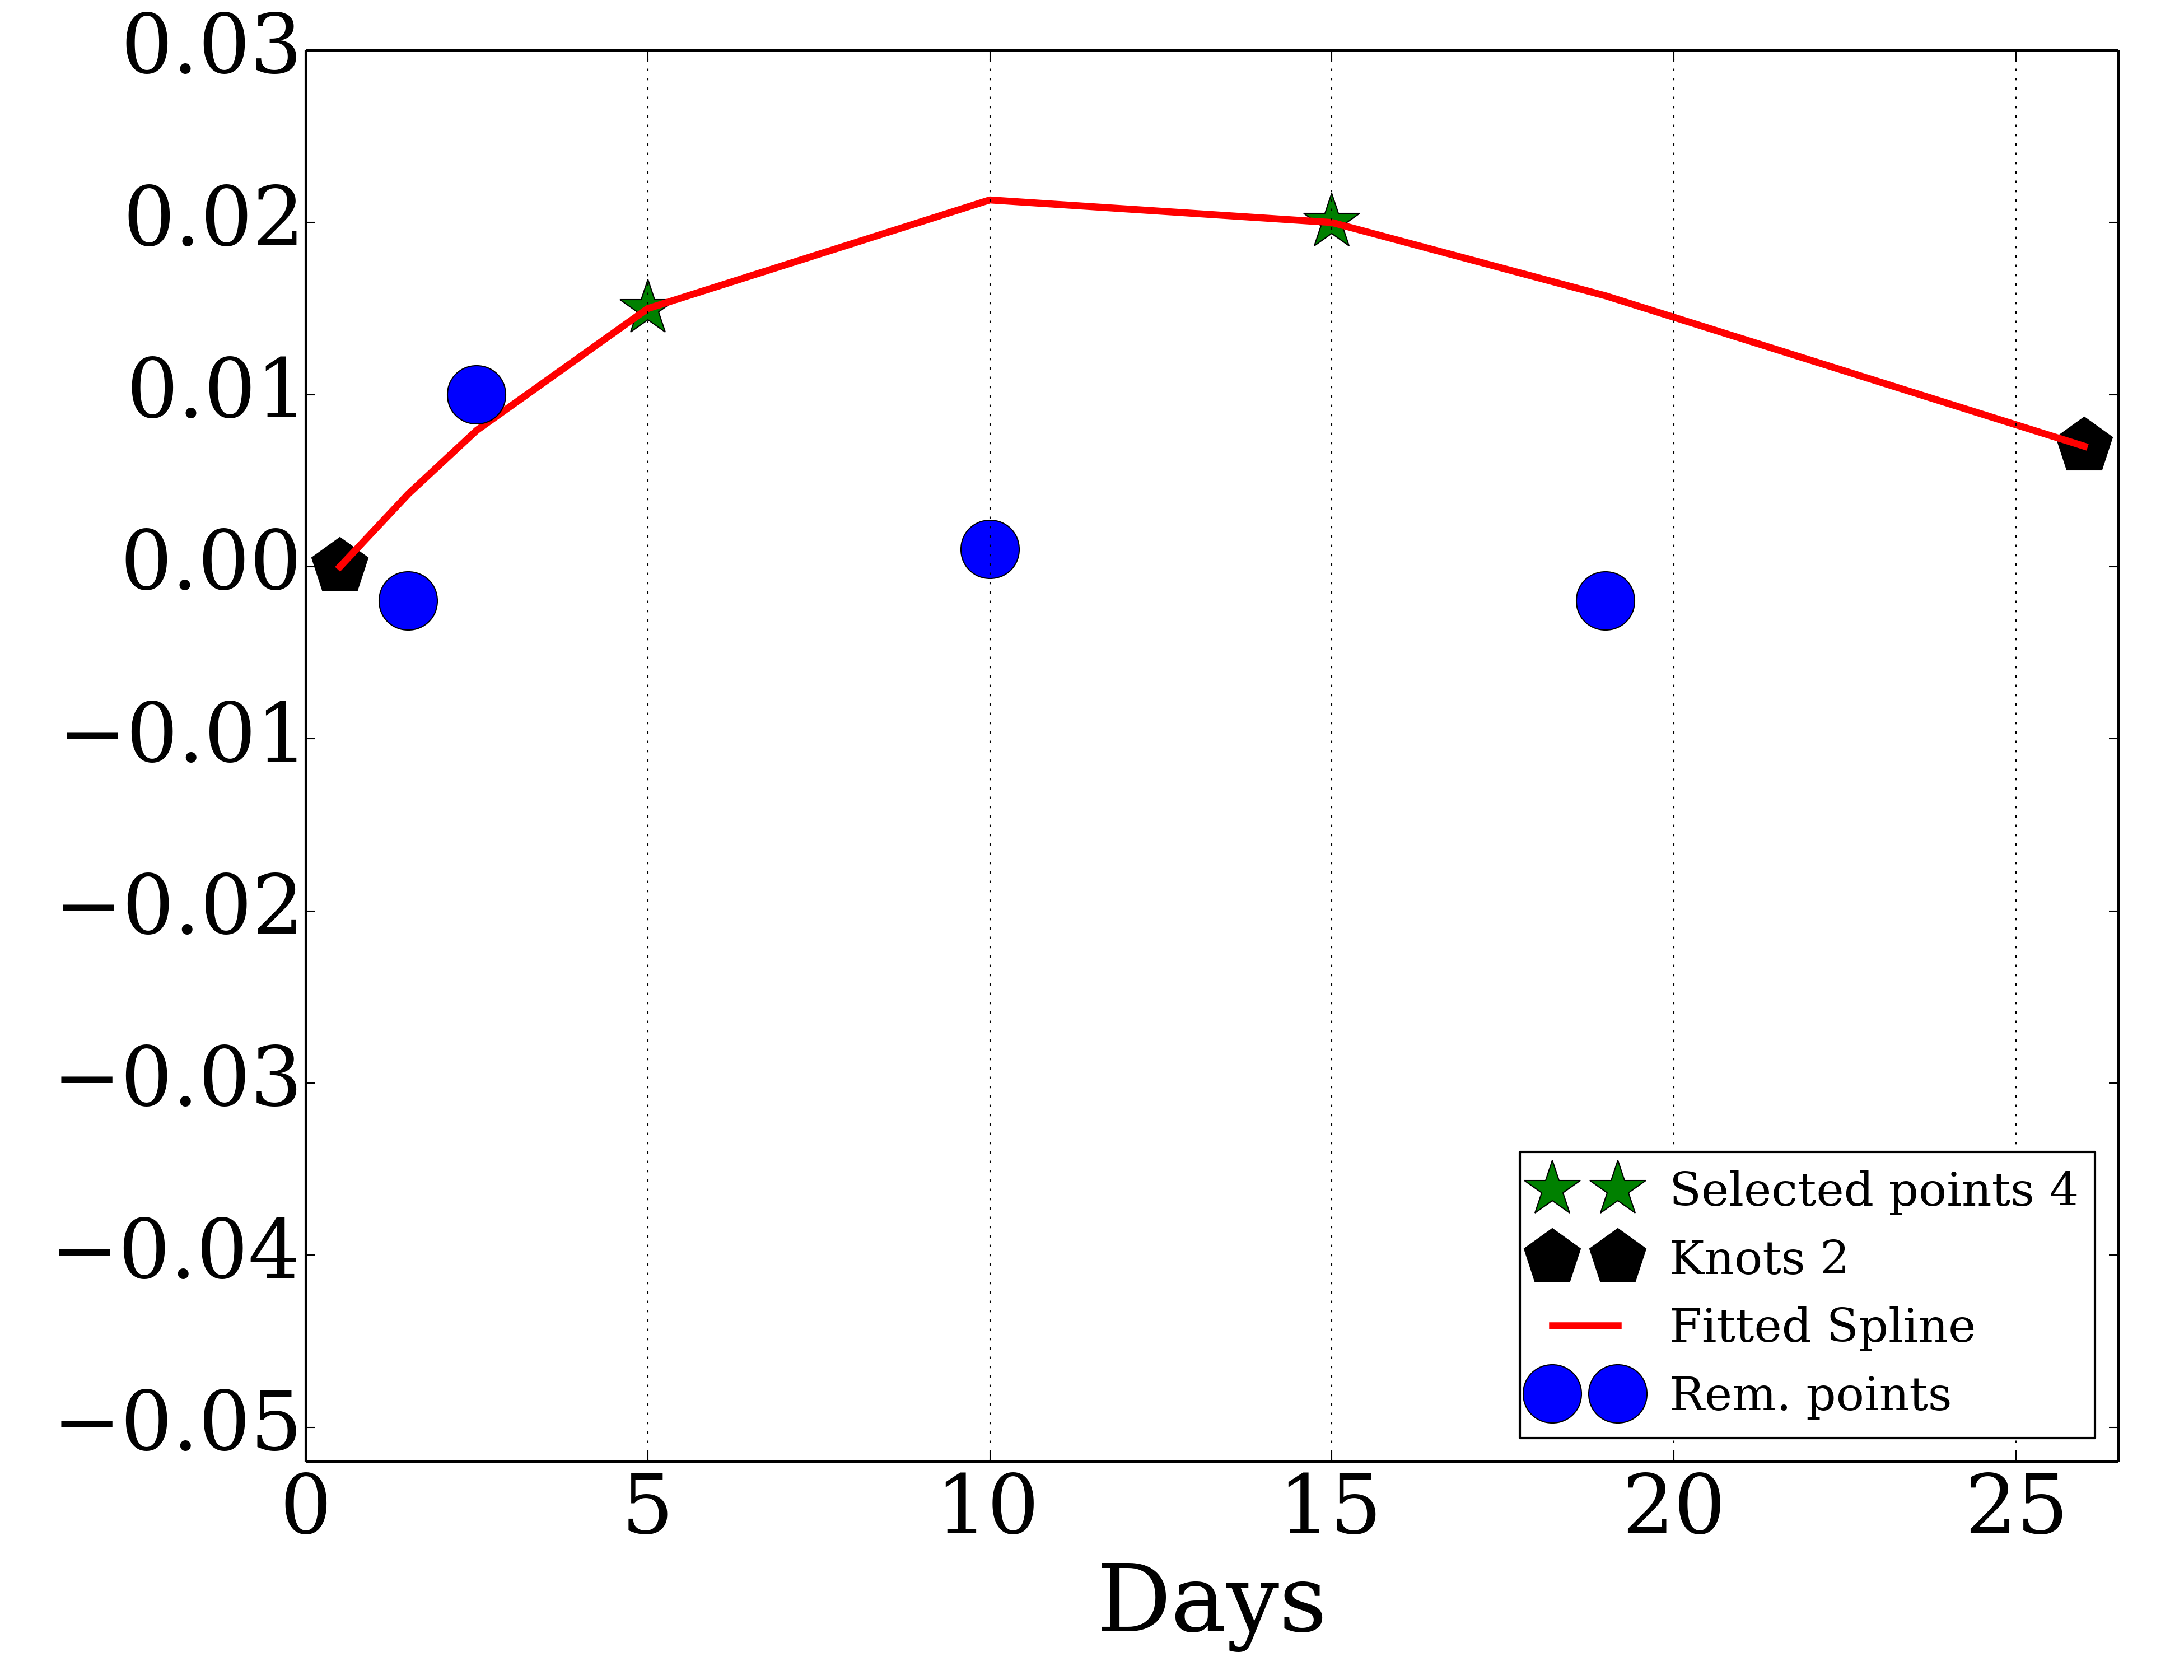 0.03
0.02
0.01
0.00
−0.01
−0.02
−0.03
−0.04
−0.05
0 5 10 15 20 25
Days
Selected points 4
Knots 2
Fitted Spline
Rem. points